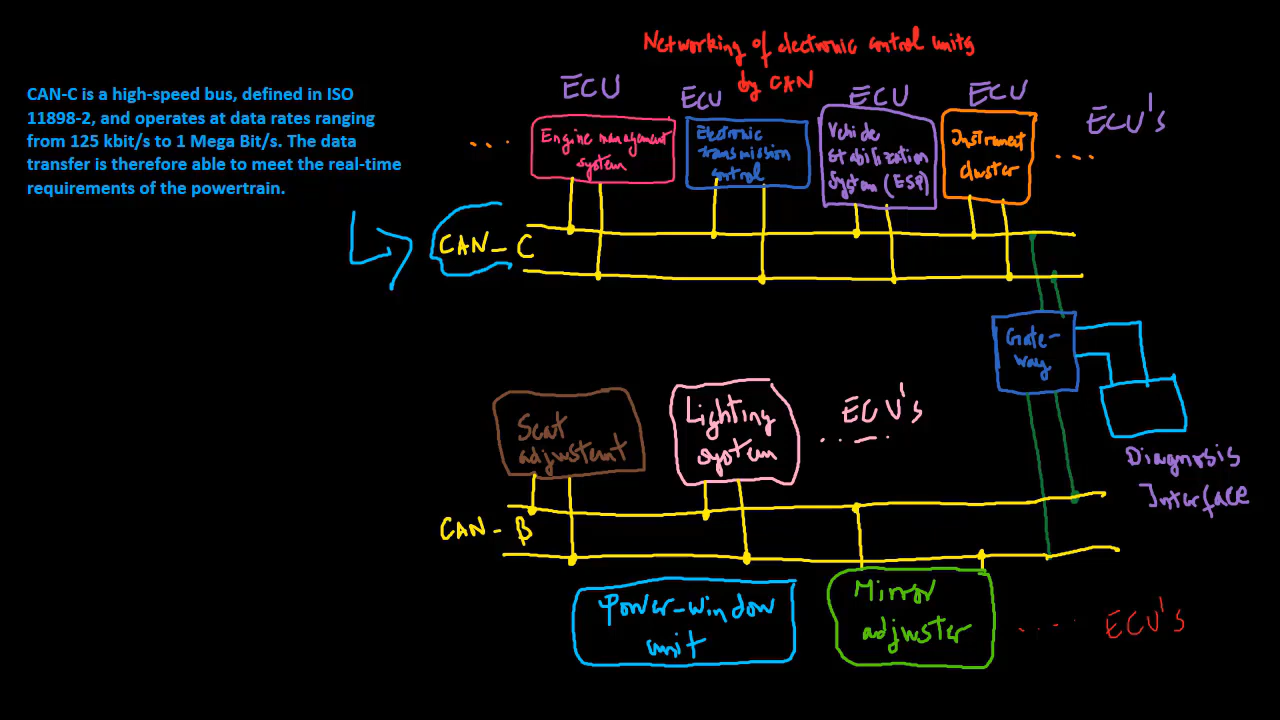 Networking of electronic control units
by CAN
CAN-C is a high-speed bus, defined in ISO
11898-2, and operates at data rates ranging
from 125 kbit/s to 1 Mega Bit/s. The data
transfer is therefore able to meet the real-time
requirements of the powertrain.
ECU
ECU
ECU
ECU
ECU's
...
Engine management
system
Electronic
transmission
control
Vehicle
stabilization
System (ESP)
Instrument
cluster
...
CAN - C
Gate-
way
Diagnosis
Interface
Seat
adjustemt
Lighting
system
ECU's
.....
CAN - B
Power-window
unit
Mirror
adjuster
.... ECU's